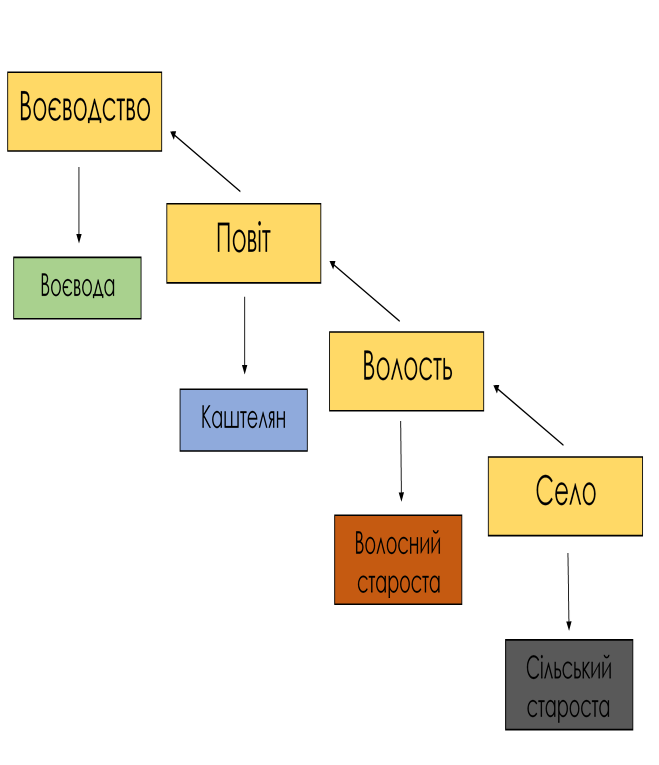 Воєводство
Повіт
Воєвода
Волость
Каштелян
Село
Волосний
староста
Сільський
староста